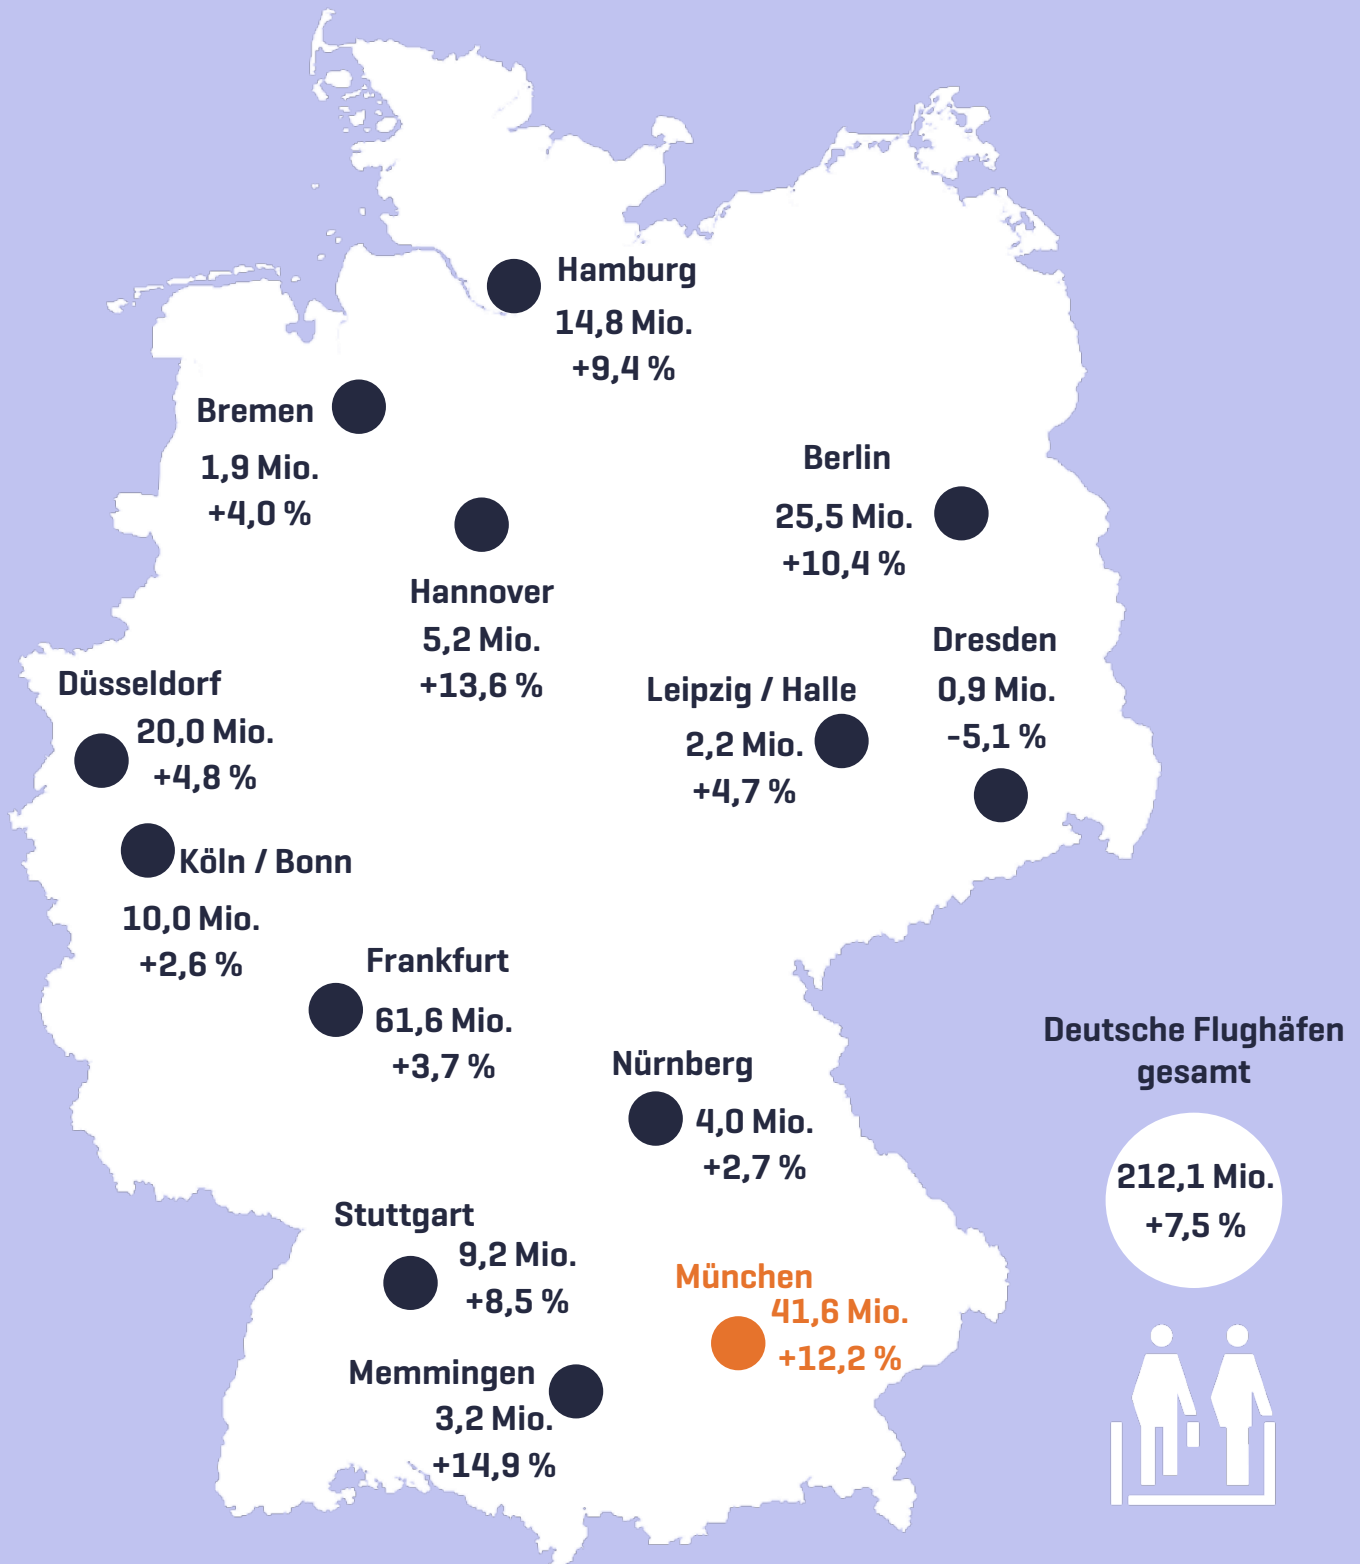 Hamburg
14,8 Mio.
+9,4 %
Bremen
1,9 Mio.
+4,0 %
Berlin
25,5 Mio.
+10,4 %
Hannover
5,2 Mio.
+13,6 %
Dresden
0,9 Mio.
-5,1 %
Düsseldorf
20,0 Mio.
+4,8 %
Leipzig / Halle
2,2 Mio.
+4,7 %
Köln / Bonn
10,0 Mio.
+2,6 %
Frankfurt
61,6 Mio.
+3,7 %
Nürnberg
4,0 Mio.
+2,7 %
Deutsche Flughäfen
gesamt
212,1 Mio.
+7,5 %
Stuttgart
9,2 Mio.
+8,5 %
München
41,6 Mio.
+12,2 %
Memmingen
3,2 Mio.
+14,9 %